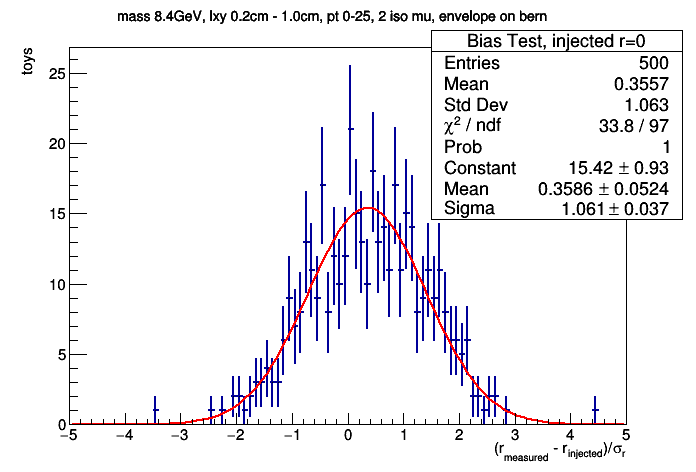 mass 8.4GeV, lxy 0.2cm - 1.0cm, pt 0-25, 2 iso mu, envelope on bern
Bias Test, injected r=0
Entries 500
Mean 0.3557
Std Dev 1.063
χ² / ndf 33.8 / 97
Prob 1
Constant 15.42 ± 0.93
Mean 0.3586 ± 0.0524
Sigma 1.061 ± 0.037
toys
25
20
15
10
5
0
−5 −4 −3 −2 −1 0 1 2 3 4 5
(r_measured - r_injected)/σ_r